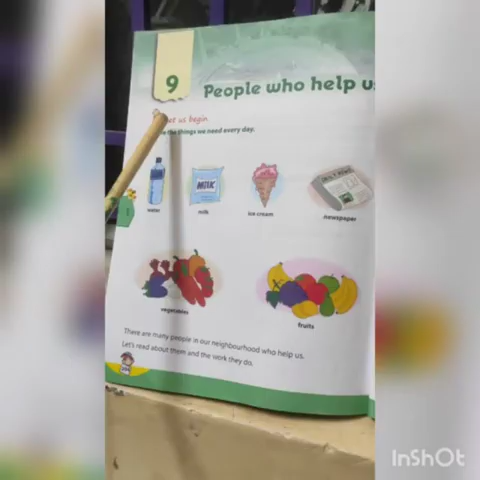 9
People who help
us begin.
the things we need every day.
MILK
water
milk
ice cream
newspaper
vegetables
fruits
There are many people in our neighbourhood who help us.
Let's read about them and the work they do.
InShOt